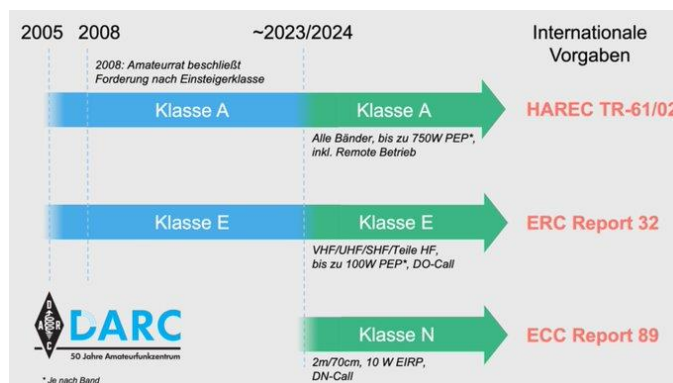 2005
2008
~2023/2024
Internationale
Vorgaben
2008: Amateurrat beschließt
Forderung nach Einsteigerklasse
Klasse A
Klasse A
HAREC TR-61/02
Alle Bänder, bis zu 750W PEP*,
inkl. Remote Betrieb
Klasse E
Klasse E
ERC Report 32
VHF/UHF/SHF/Teile HF,
bis zu 100W PEP*, DO-Call
D
A R
C
DARC
50 Jahre Amateurfunkzentrum
Klasse N
ECC Report 89
2m/70cm, 10 W EIRP,
DN-Call
* Je nach Band